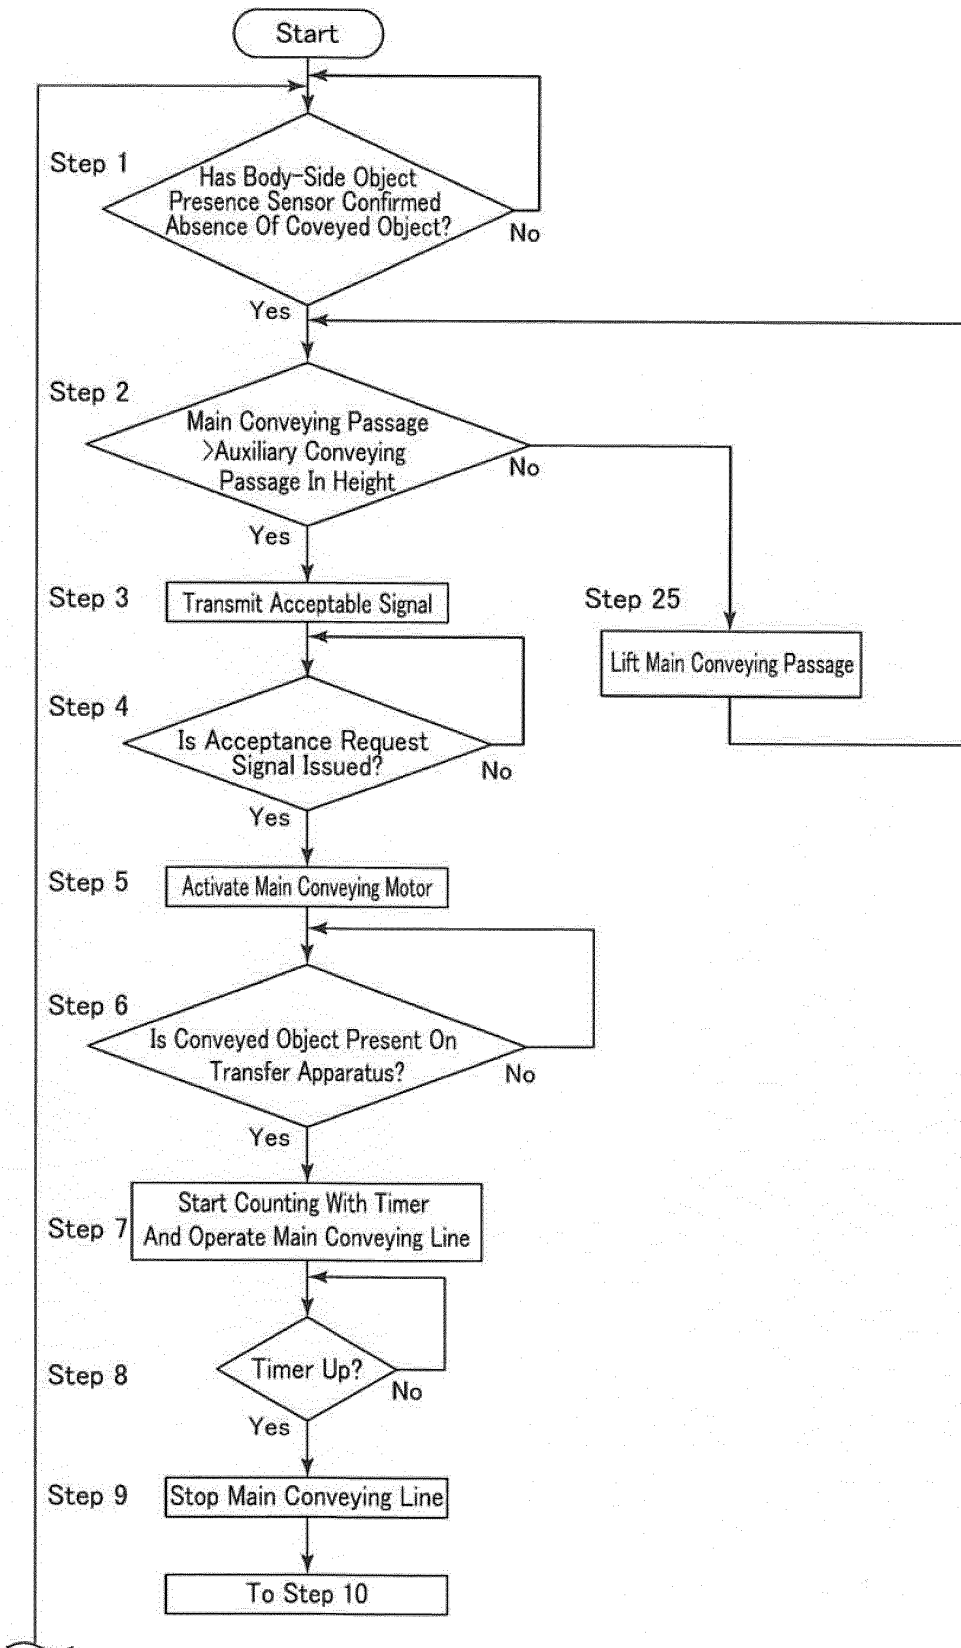 Start
Step 1
Has Body-Side Object
Presence Sensor Confirmed
Absence Of Coveyed Object?
No
Yes
Step 2
Main Conveying Passage
>Auxiliary Conveying
Passage In Height
No
Yes
Step 3
Transmit Acceptable Signal
Step 25
Lift Main Conveying Passage
Step 4
Is Acceptance Request
Signal Issued?
No
Yes
Step 5
Activate Main Conveying Motor
Step 6
Is Conveyed Object Present On
Transfer Apparatus?
No
Yes
Step 7
Start Counting With Timer
And Operate Main Conveying Line
Step 8
Timer Up?
No
Yes
Step 9
Stop Main Conveying Line
To Step 10